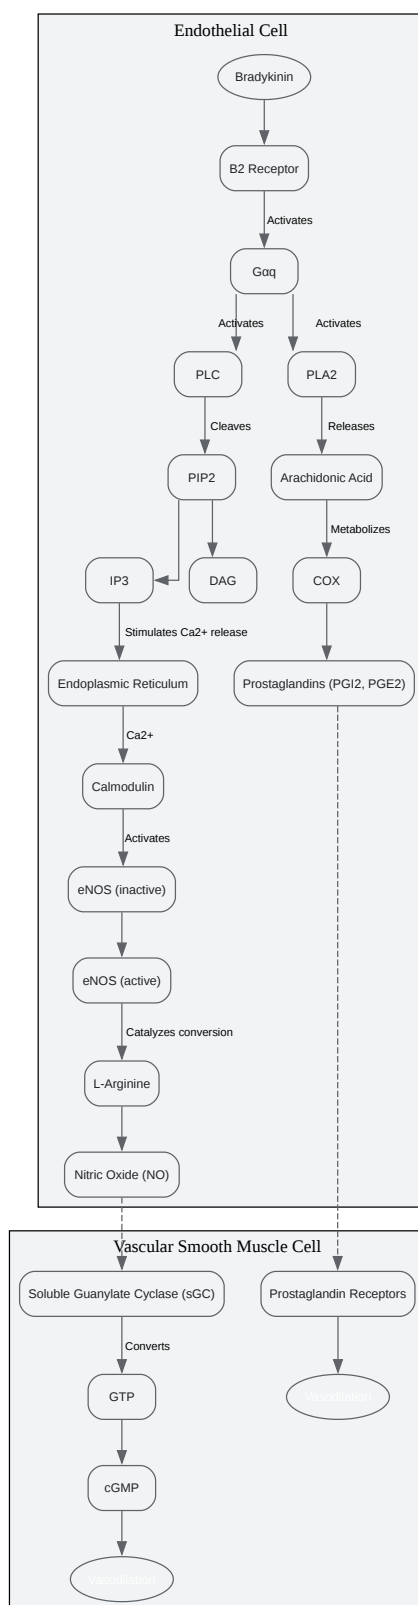 Endothelial Cell
Bradykinin
B2 Receptor
Activates
Gαq
Activates
Activates
PLC
PLA2
Cleaves
Releases
PIP2
Arachidonic Acid
Metabolizes
IP3
DAG
COX
Stimulates Ca2+ release
Endoplasmic Reticulum
Prostaglandins (PGI2, PGE2)
Ca2+
Calmodulin
Activates
eNOS (inactive)
eNOS (active)
Catalyzes conversion
L-Arginine
Nitric Oxide (NO)
Vascular Smooth Muscle Cell
Soluble Guanylate Cyclase (sGC)
Prostaglandin Receptors
Converts
GTP
Vasodilation
cGMP
Vasodilation